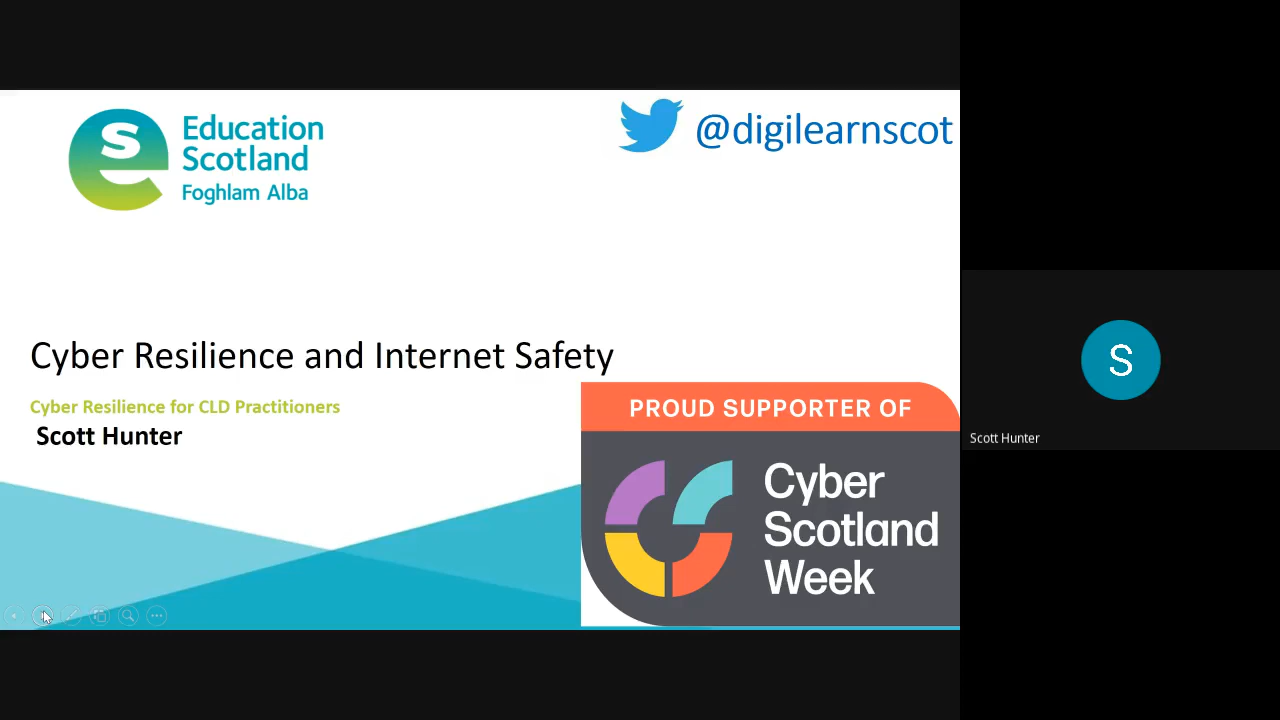 Education
Scotland
Foghlam Alba
@digilearnscot
Cyber Resilience and Internet Safety
Cyber Resilience for CLD Practitioners
Scott Hunter
PROUD SUPPORTER OF
Cyber
Scotland
Week
S
Scott Hunter